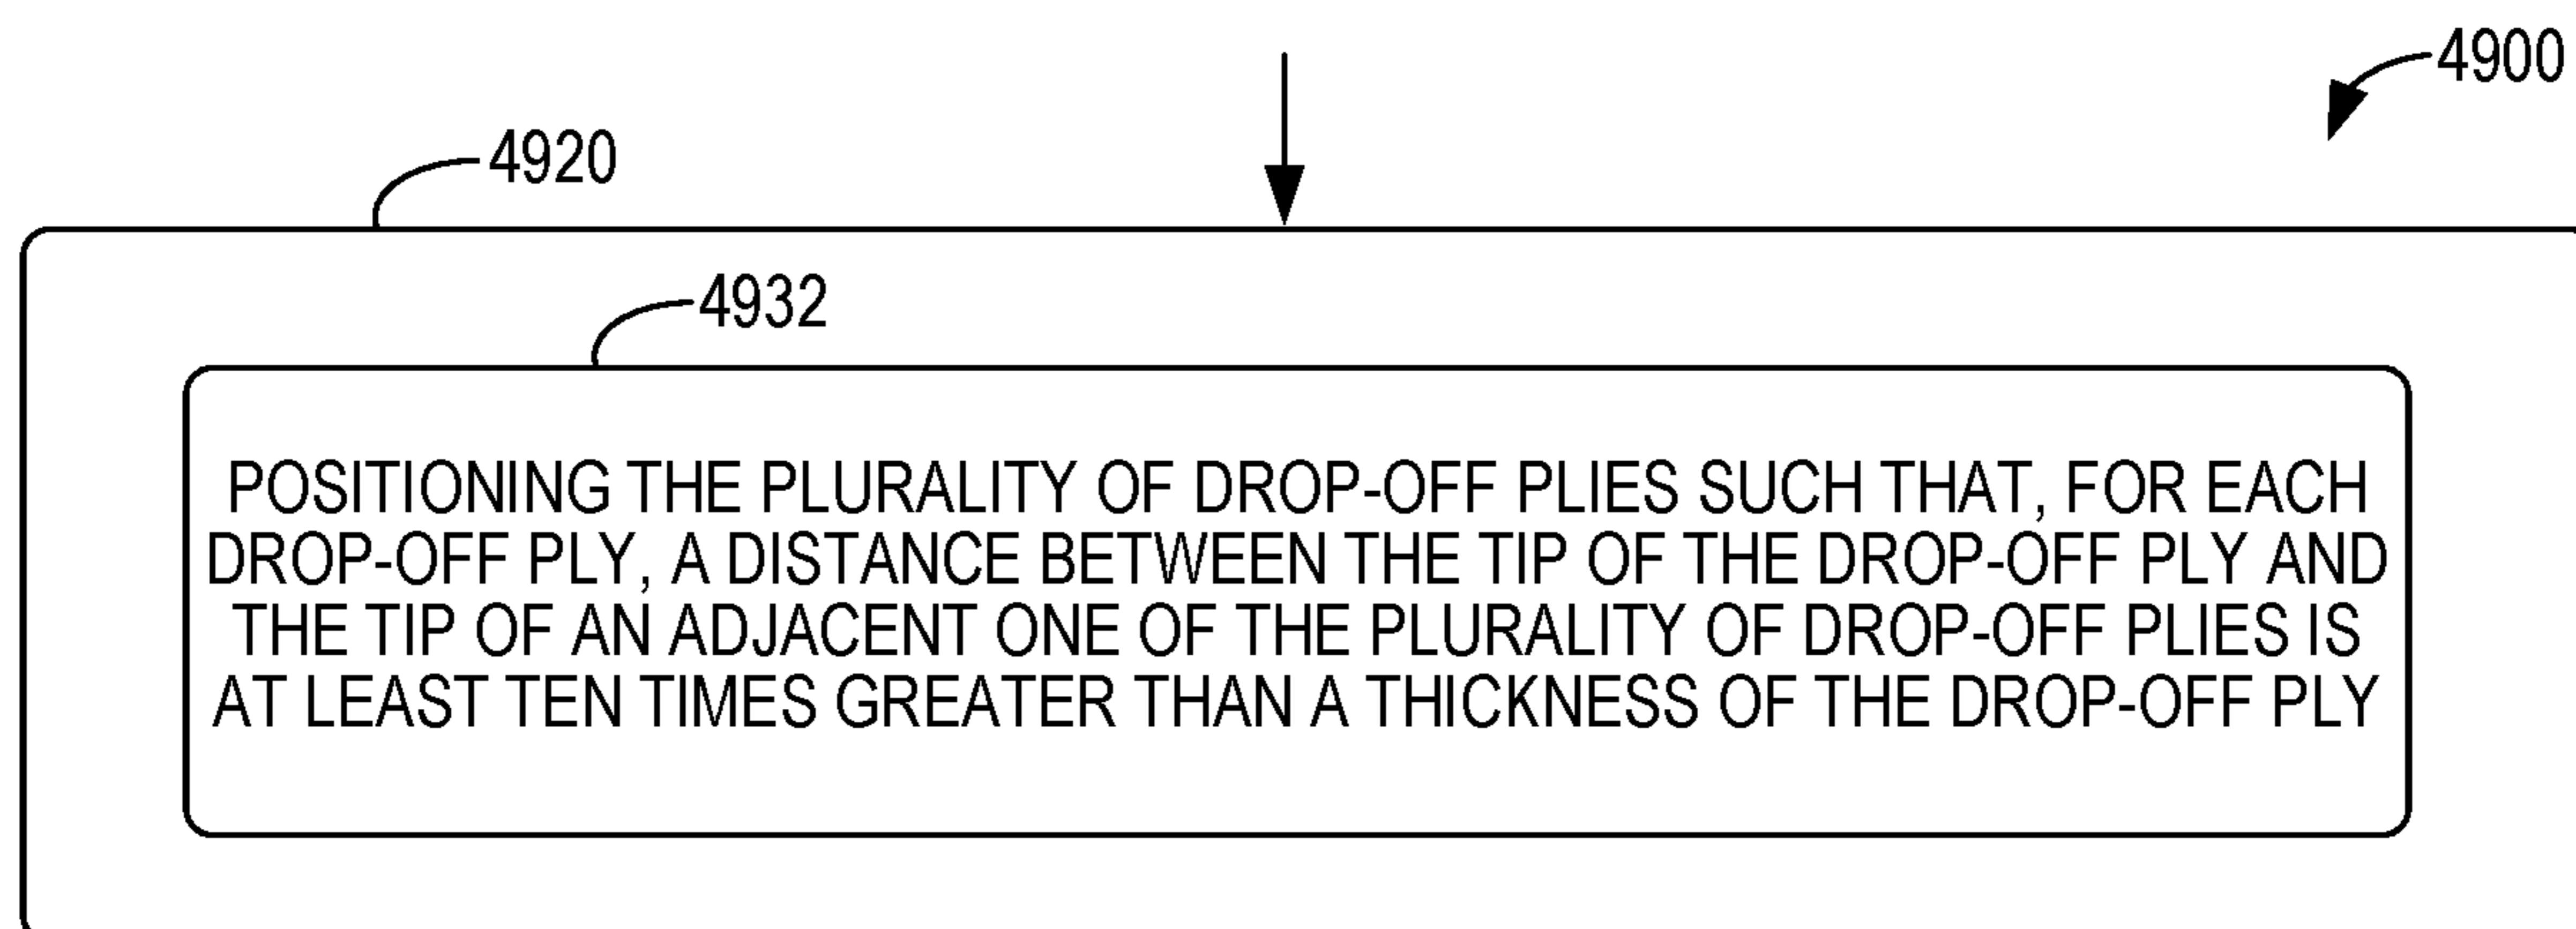 4900
4920
4932
POSITIONING THE PLURALITY OF DROP-OFF PLIES SUCH THAT, FOR EACH
DROP-OFF PLY, A DISTANCE BETWEEN THE TIP OF THE DROP-OFF PLY AND
THE TIP OF AN ADJACENT ONE OF THE PLURALITY OF DROP-OFF PLIES IS
AT LEAST TEN TIMES GREATER THAN A THICKNESS OF THE DROP-OFF PLY